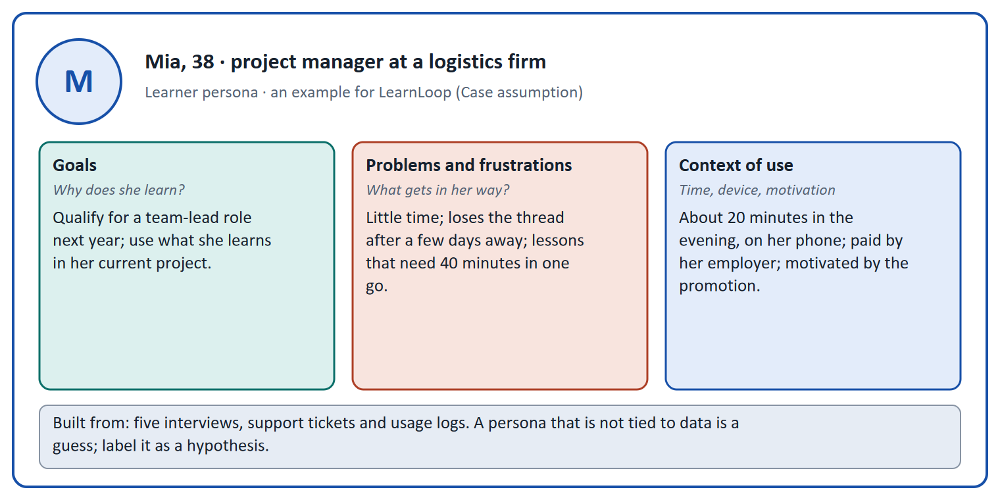 M
Mia, 38 · project manager at a logistics firm
Learner persona · an example for LearnLoop (Case assumption)
Goals
Why does she learn?
Qualify for a team-lead role
next year; use what she learns
in her current project.
Problems and frustrations
What gets in her way?
Little time; loses the thread
after a few days away; lessons
that need 40 minutes in one
go.
Context of use
Time, device, motivation
About 20 minutes in the
evening, on her phone; paid by
her employer; motivated by the
promotion.
Built from: five interviews, support tickets and usage logs. A persona that is not tied to data is a
guess; label it as a hypothesis.